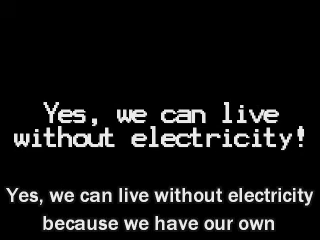 Yes, we can live
without electricity!
Yes, we can live without electricity
because we have our own